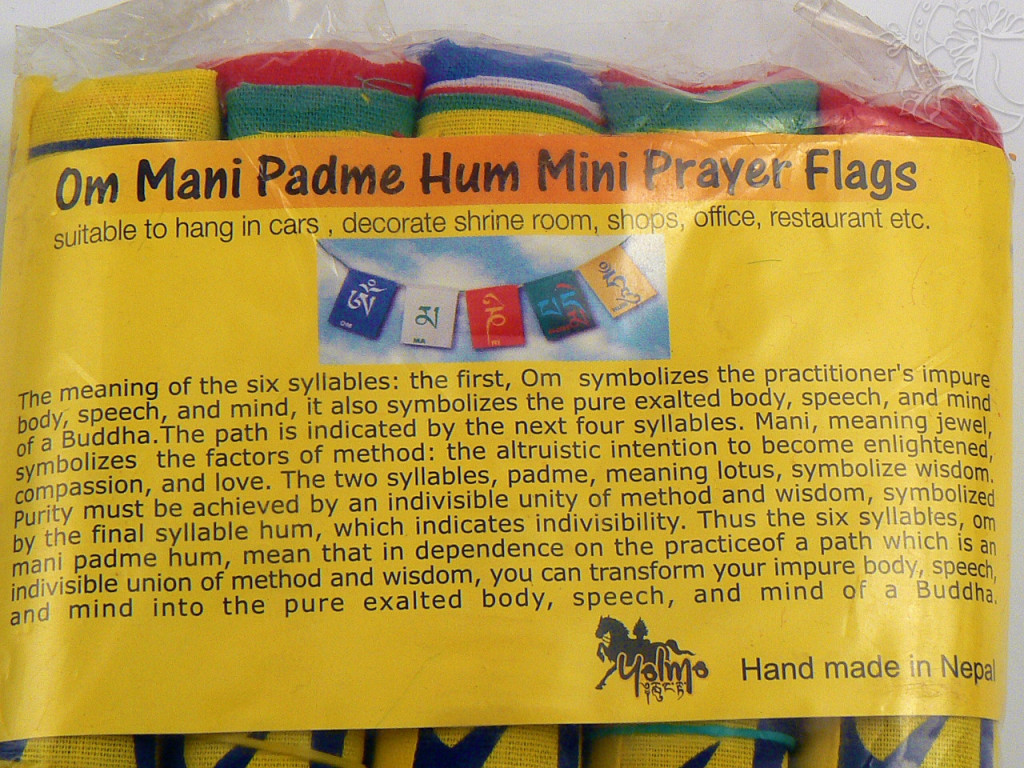 Om Mani Padme Hum Mini Prayer Flags
suitable to hang in cars , decorate shrine room, shops, office, restaurant etc.
ཨོཾ
མ
ཎི
OM
MA
The meaning of the six syllables: the first, Om symbolizes the practitioner's impure
body, speech, and mind, it also symbolizes the pure exalted body, speech, and mind
of a Buddha.The path is indicated by the next four syllables. Mani, meaning jewel,
symbolizes the factors of method: the altruistic intention to become enlightened,
compassion, and love. The two syllables, padme, meaning lotus, symbolize wisdom.
Purity must be achieved by an indivisible unity of method and wisdom, symbolized
by the final syllable hum, which indicates indivisibility. Thus the six syllables, om
mani padme hum, mean that in dependence on the practiceof a path which is an
indivisible union of method and wisdom, you can transform your impure body, speech,
and mind into the pure exalted body, speech, and mind of a Buddha.
Yolmo
Hand made in Nepal